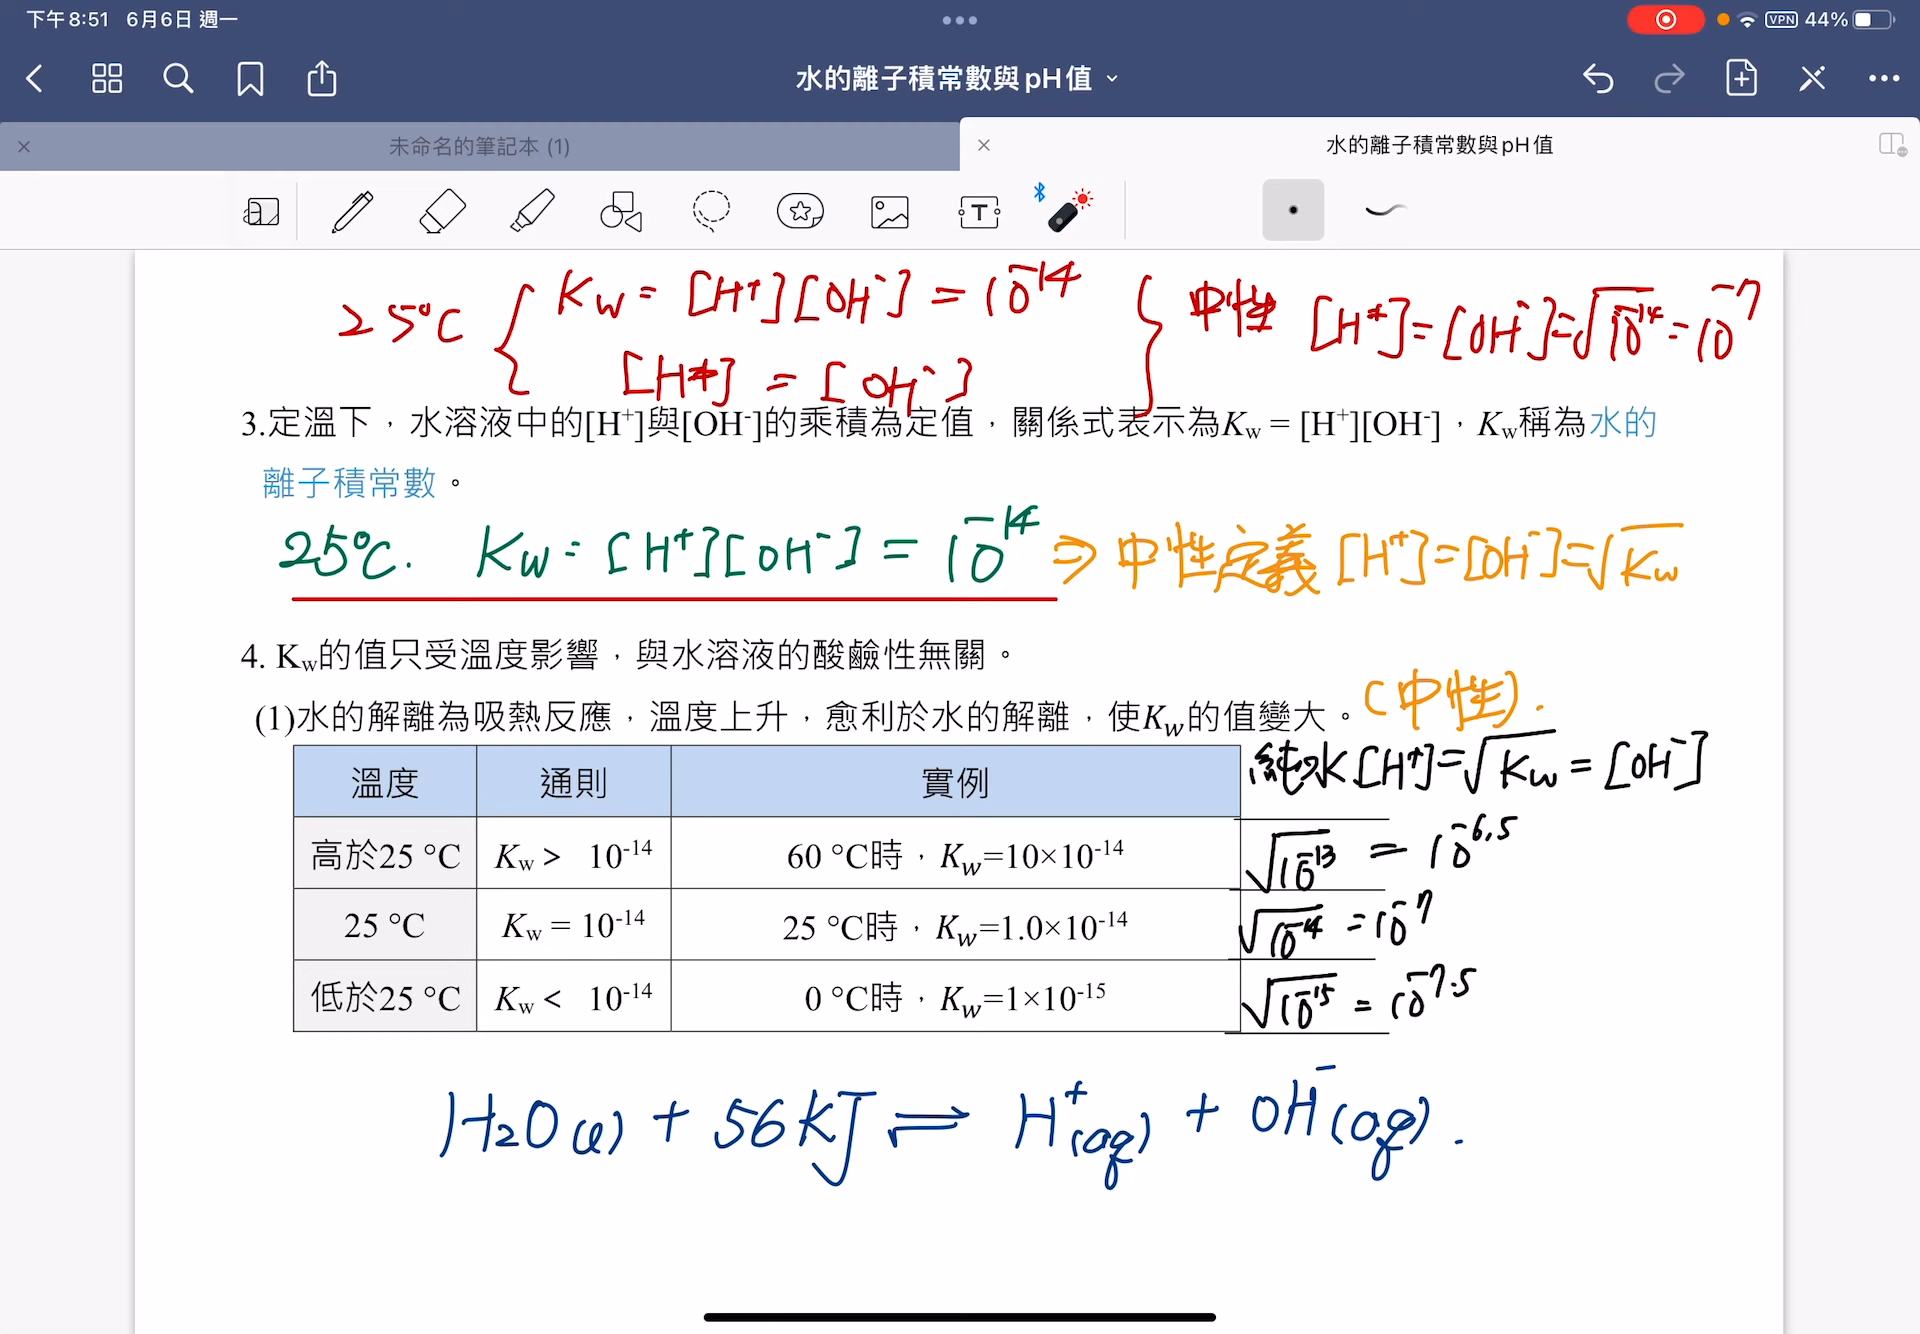 下午8:51 6月6日 週一
VPN 44%
水的離子積常數與pH值
未命名的筆記本 (1)
水的離子積常數與pH值
25°C { Kw = [H⁺][OH⁻] = 10⁻¹⁴
[H⁺] = [OH⁻]
} 中性 [H⁺]=[OH⁻]=√10⁻¹⁴=10⁻⁷
3.定溫下，水溶液中的[H⁺]與[OH⁻]的乘積為定值，關係式表示為Kw = [H⁺][OH⁻]，Kw稱為水的
離子積常數。
25°C. Kw=[H⁺][OH⁻]=10⁻¹⁴ ⇒中性定義 [H⁺]=[OH⁻]=√Kw
4. Kw的值只受溫度影響，與水溶液的酸鹼性無關。
(1)水的解離為吸熱反應，溫度上升，愈利於水的解離，使Kw的值變大。(中性).
溫度 通則 實例 純水[H⁺]=√Kw=[OH⁻]
高於25 °C Kw > 10⁻¹⁴ 60 °C時，Kw=10×10⁻¹⁴ √10⁻¹³ = 10⁻⁶·⁵
25 °C Kw = 10⁻¹⁴ 25 °C時，Kw=1.0×10⁻¹⁴ √10⁻¹⁴ = 10⁻⁷
低於25 °C Kw < 10⁻¹⁴ 0 °C時，Kw=1×10⁻¹⁵ √10⁻¹⁵ = 10⁻⁷·⁵
H₂O(l) + 56kJ ⇌ H⁺(aq) + OH⁻(aq).